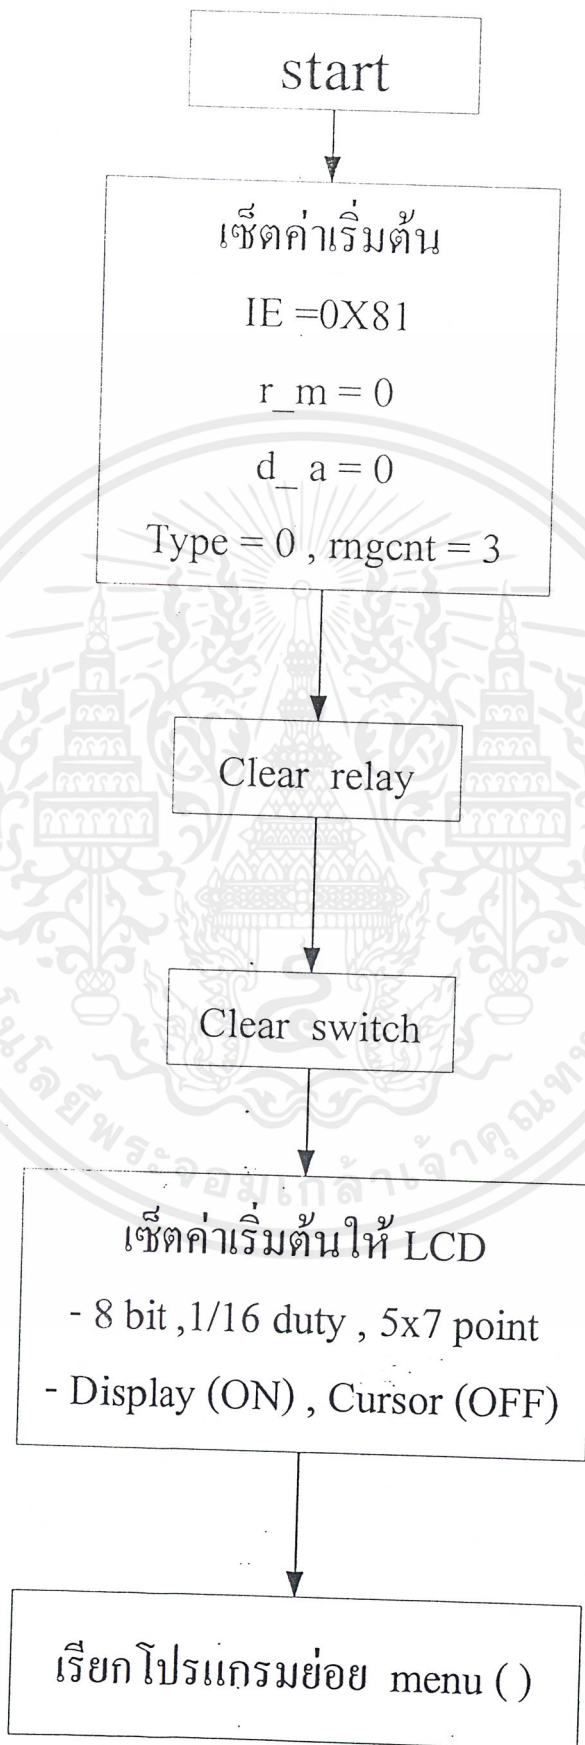 start
เซ็ตค่าเริ่มต้น
IE =0X81
r_m = 0
d_ a = 0
Type = 0 , rngcnt = 3
Clear relay
Clear switch
เซ็ตค่าเริ่มต้นให้ LCD
- 8 bit ,1/16 duty , 5x7 point
- Display (ON) , Cursor (OFF)
เรียกโปรแกรมย่อย menu ( )